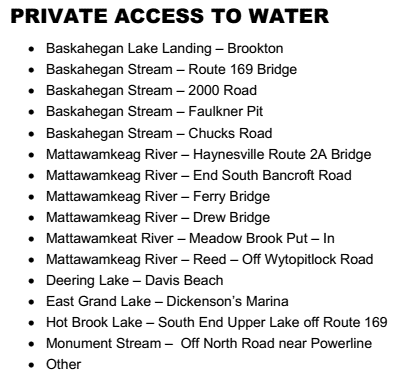 PRIVATE ACCESS TO WATER
• Baskahegan Lake Landing – Brookton
• Baskahegan Stream – Route 169 Bridge
• Baskahegan Stream – 2000 Road
• Baskahegan Stream – Faulkner Pit
• Baskahegan Stream – Chucks Road
• Mattawamkeag River – Haynesville Route 2A Bridge
• Mattawamkeag River – End South Bancroft Road
• Mattawamkeag River – Ferry Bridge
• Mattawamkeag River – Drew Bridge
• Mattawamkeat River – Meadow Brook Put – In
• Mattawamkeag River – Reed – Off Wytopitlock Road
• Deering Lake – Davis Beach
• East Grand Lake – Dickenson’s Marina
• Hot Brook Lake – South End Upper Lake off Route 169
• Monument Stream – Off North Road near Powerline
• Other